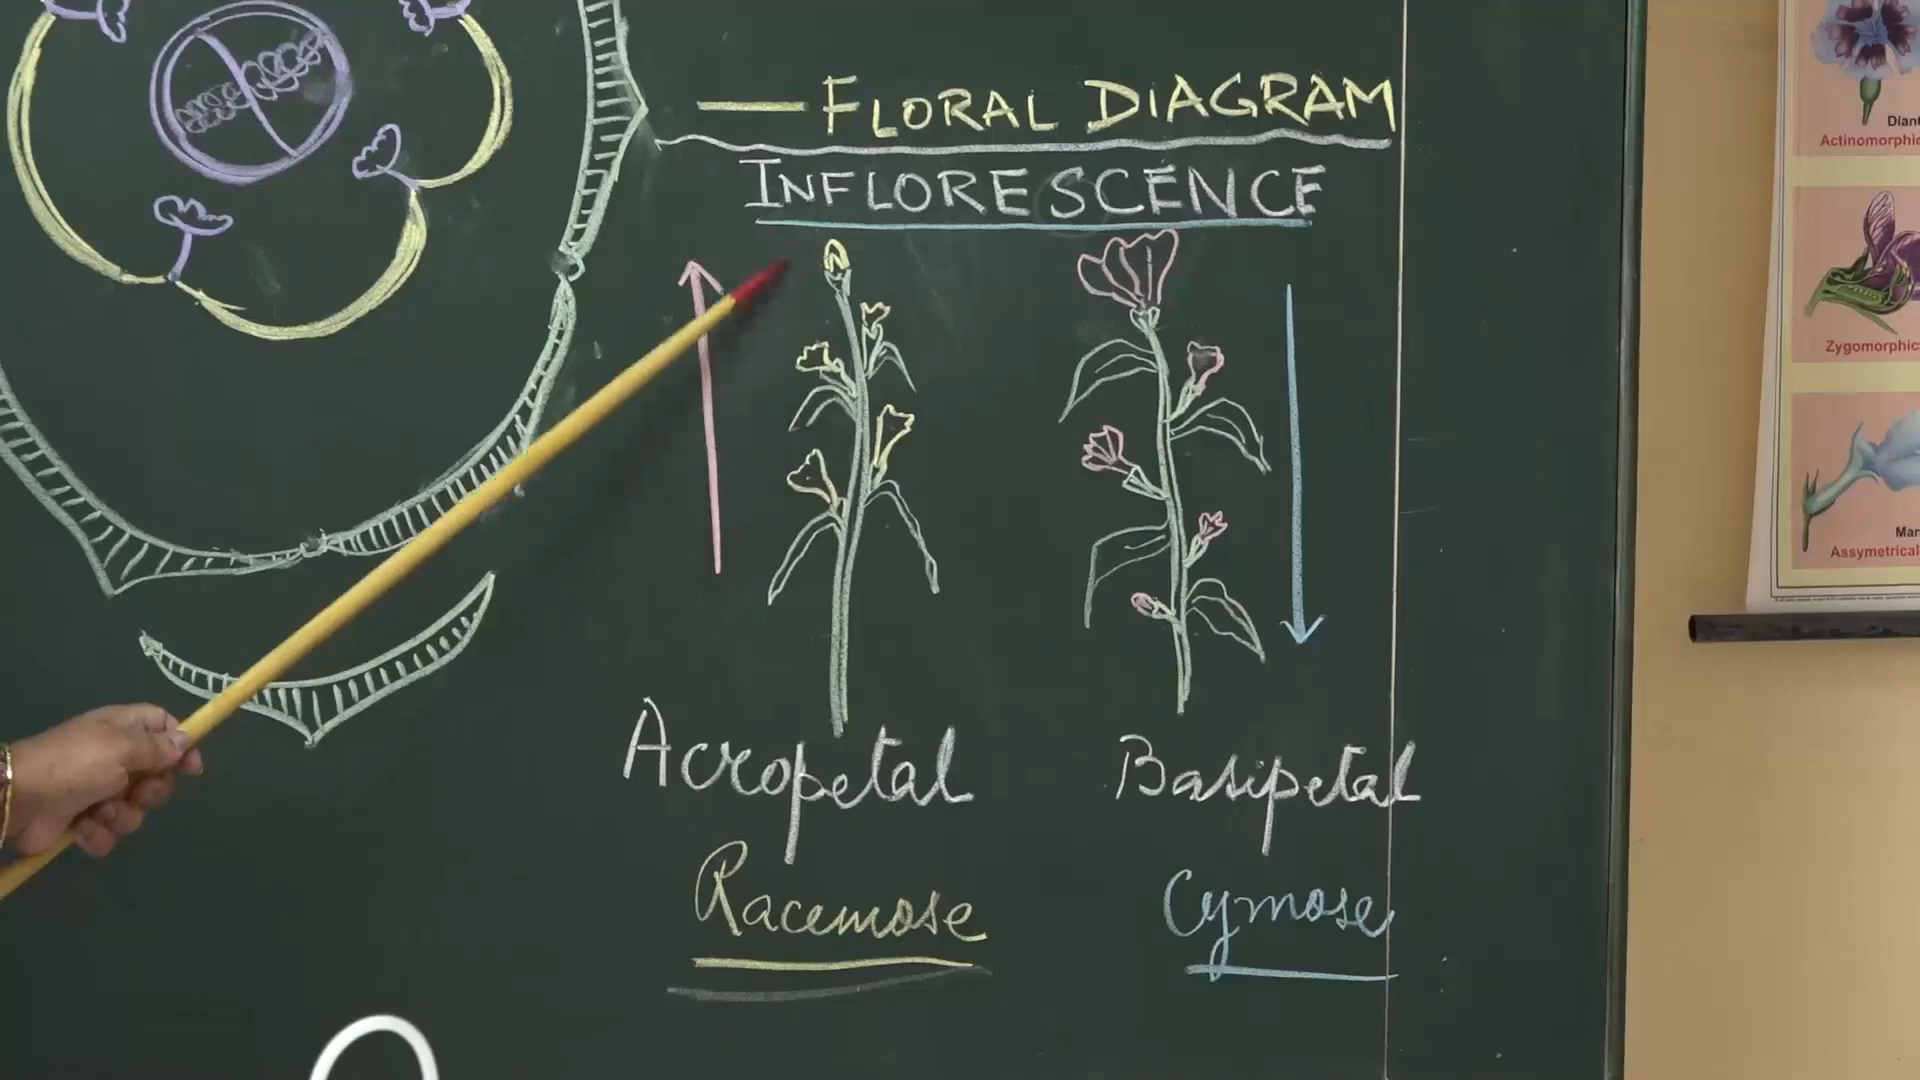 — FLORAL DIAGRAM
INFLORESCENCE
Acropetal
Basipetal
Racemose
Cymose
Actinomorphic
Zygomorphic
Assymetrical